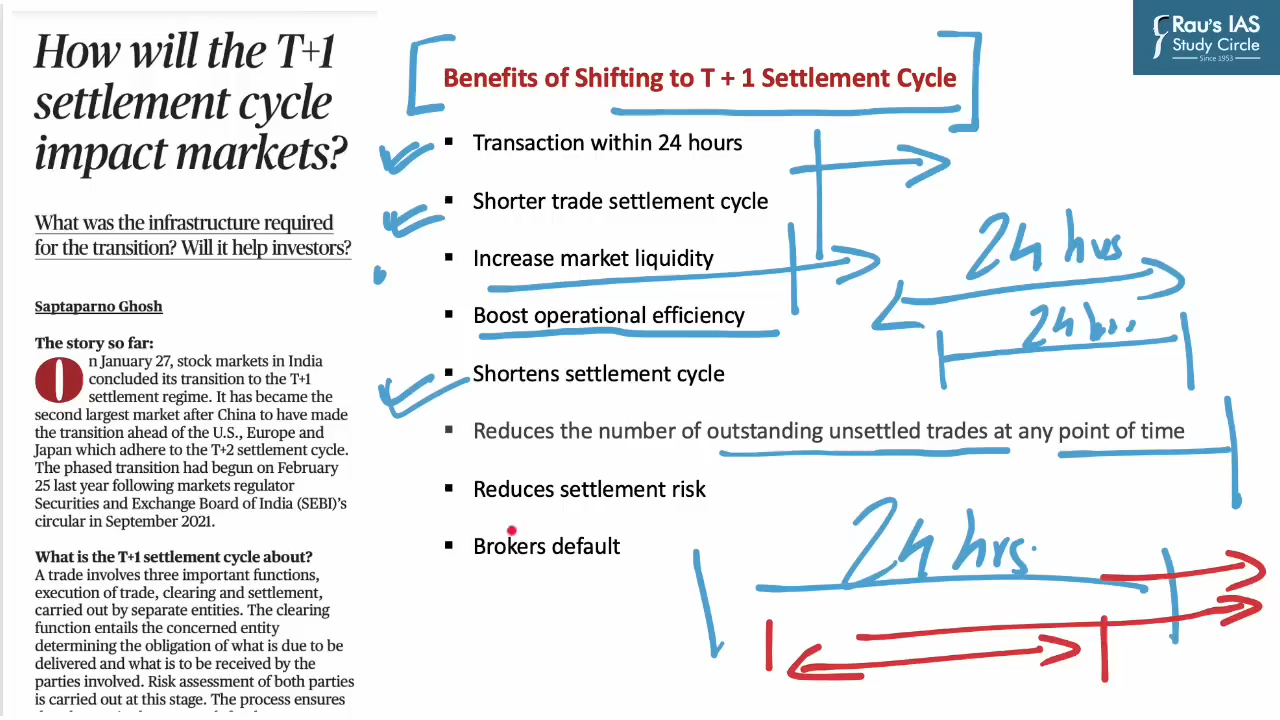 How will the T+1
settlement cycle
impact markets?
What was the infrastructure required
for the transition? Will it help investors?
Saptaparno Ghosh
The story so far:
On January 27, stock markets in India
concluded its transition to the T+1
settlement regime. It has became the
second largest market after China to have made
the transition ahead of the U.S., Europe and
Japan which adhere to the T+2 settlement cycle.
The phased transition had begun on February
25 last year following markets regulator
Securities and Exchange Board of India (SEBI)'s
circular in September 2021.
What is the T+1 settlement cycle about?
A trade involves three important functions,
execution of trade, clearing and settlement,
carried out by separate entities. The clearing
function entails the concerned entity
determining the obligation of what is due to be
delivered and what is to be received by the
parties involved. Risk assessment of both parties
is carried out at this stage. The process ensures
Benefits of Shifting to T + 1 Settlement Cycle
▪ Transaction within 24 hours
▪ Shorter trade settlement cycle
▪ Increase market liquidity
▪ Boost operational efficiency
▪ Shortens settlement cycle
▪ Reduces the number of outstanding unsettled trades at any point of time
▪ Reduces settlement risk
▪ Brokers default
24 hrs
24 hrs
24 hrs.
Rau's IAS
Study Circle
Since 1953